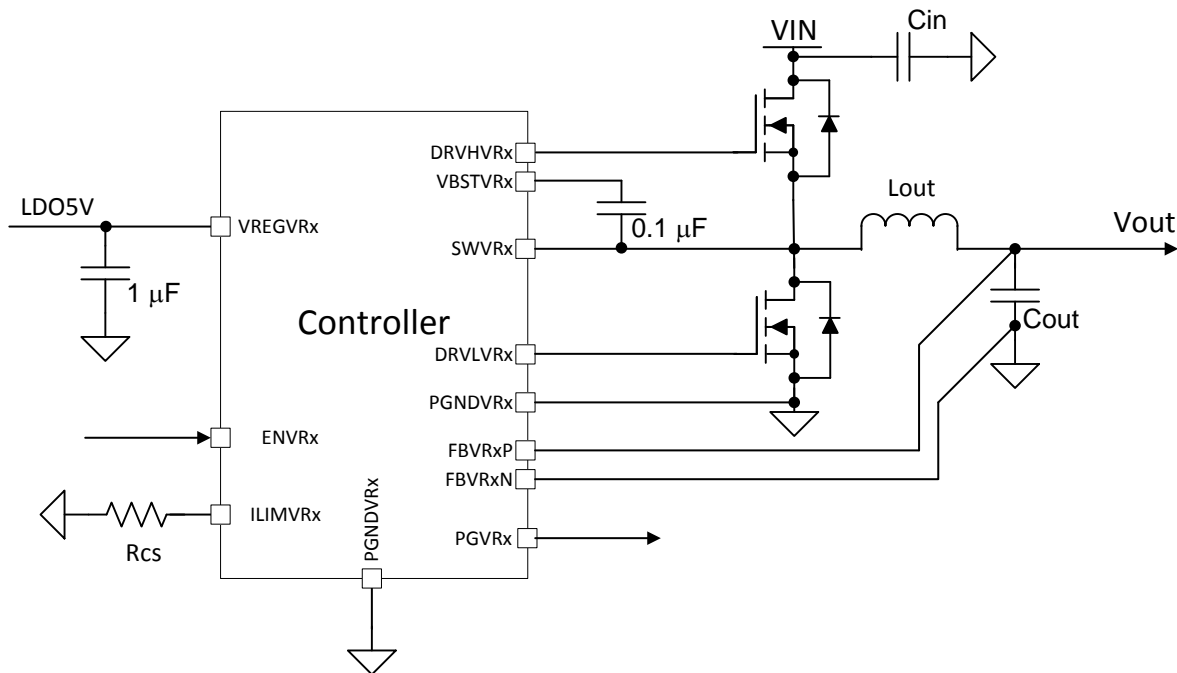 Cin
VIN
DRVHVRx
VBSTVRx
Lout
LDO5V
VREGVRx
0.1 μF
Vout
SWVRx
1 μF
Controller
Cout
DRVLVRx
PGNDVRx
ENVRx
FBVRxP
FBVRxN
ILIMVRx
PGNDVRx
PGVRx
Rcs